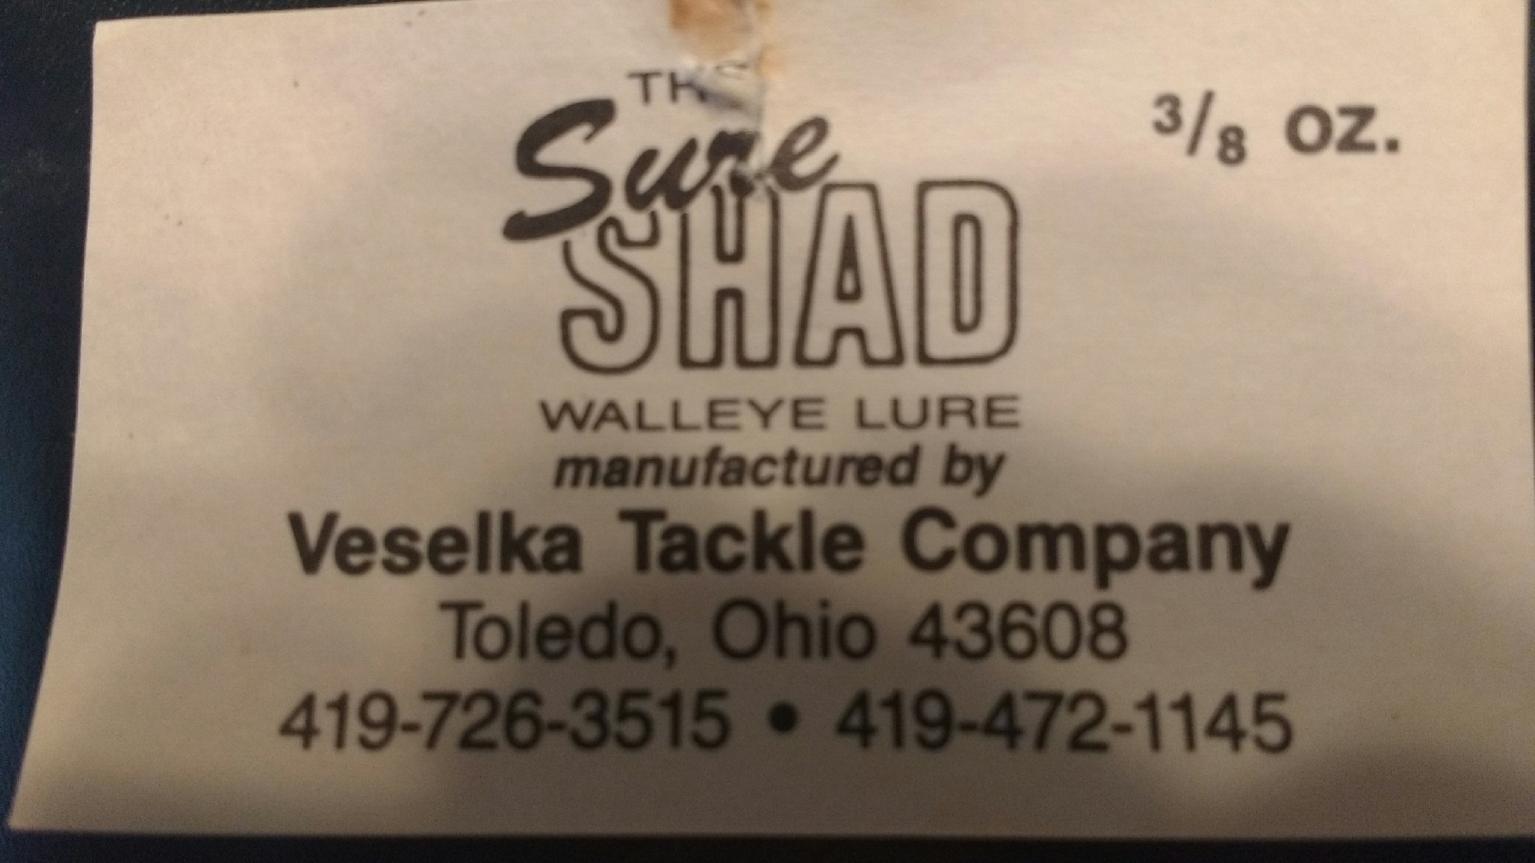 THE
Sure
SHAD
3/8 OZ.
WALLEYE LURE
manufactured by
Veselka Tackle Company
Toledo, Ohio 43608
419-726-3515 • 419-472-1145